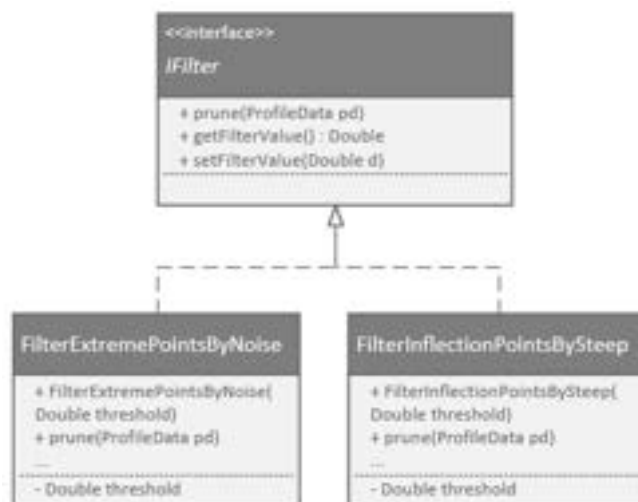 <<interface>>
IFilter
+ prune(ProfileData pd)
+ getFilterValue() : Double
+ setFilterValue(Double d)
FilterExtremePointsByNoise
+ FilterExtremePointsByNoise(
Double threshold)
+ prune(ProfileData pd)
...
- Double threshold
FilterInflectionPointsBySteep
+ FilterInflectionPointsBySteep(
Double threshold)
+ prune(ProfileData pd)
...
- Double threshold